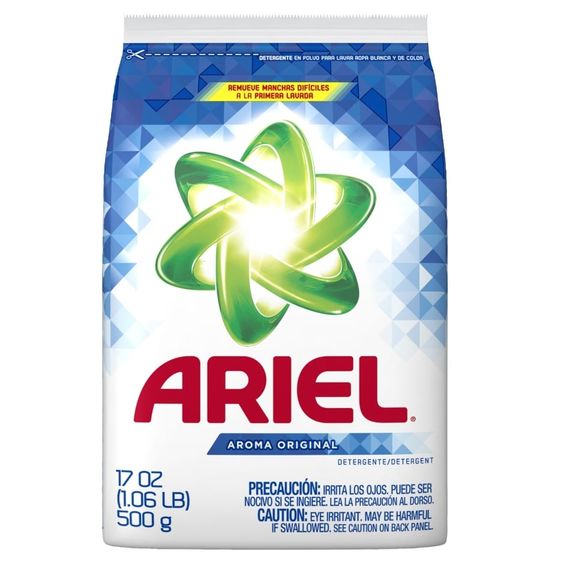 DETERGENTE EN POLVO PARA LAVAR ROPA BLANCA Y DE COLOR
REMUEVE MANCHAS DIFÍCILES
A LA PRIMERA LAVADA
ARIEL®
AROMA ORIGINAL
DETERGENTE/DETERGENT
17 OZ
(1.06 LB)
500 g
PRECAUCIÓN: IRRITA LOS OJOS. PUEDE SER
NOCIVO SI SE INGIERE. LEA LA PRECAUCIÓN AL DORSO.
CAUTION: EYE IRRITANT. MAY BE HARMFUL
IF SWALLOWED. SEE CAUTION ON BACK PANEL.